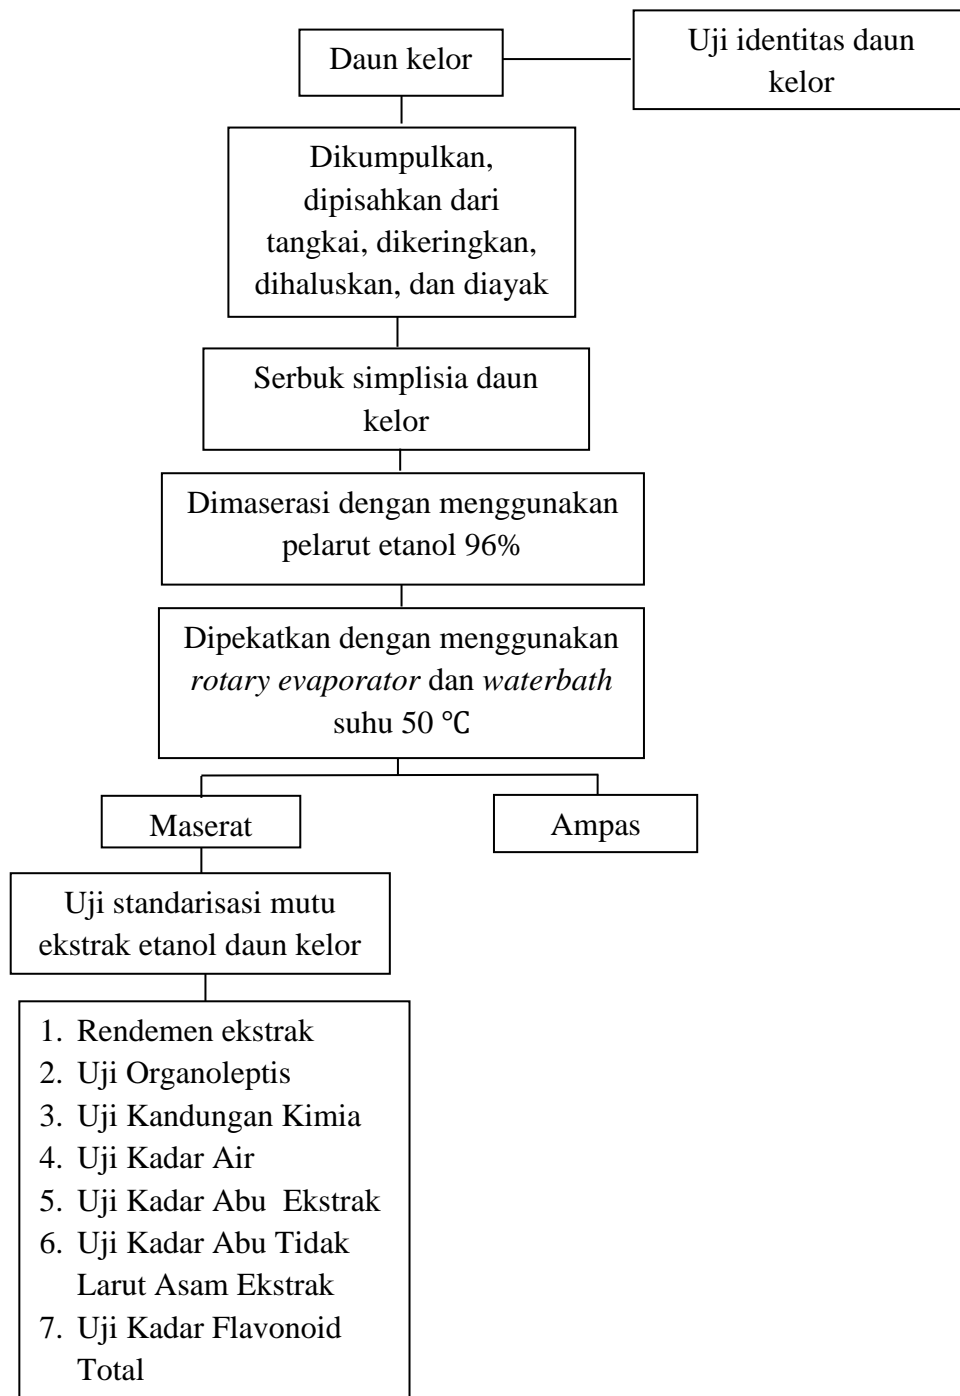 Daun kelor
Uji identitas daun
kelor
Dikumpulkan,
dipisahkan dari
tangkai, dikeringkan,
dihaluskan, dan diayak
Serbuk simplisia daun
kelor
Dimaserasi dengan menggunakan
pelarut etanol 96%
Dipekatkan dengan menggunakan
rotary evaporator dan waterbath
suhu 50 ℃
Maserat
Ampas
Uji standarisasi mutu
ekstrak etanol daun kelor
1. Rendemen ekstrak
2. Uji Organoleptis
3. Uji Kandungan Kimia
4. Uji Kadar Air
5. Uji Kadar Abu  Ekstrak
6. Uji Kadar Abu Tidak
Larut Asam Ekstrak
7. Uji Kadar Flavonoid
Total